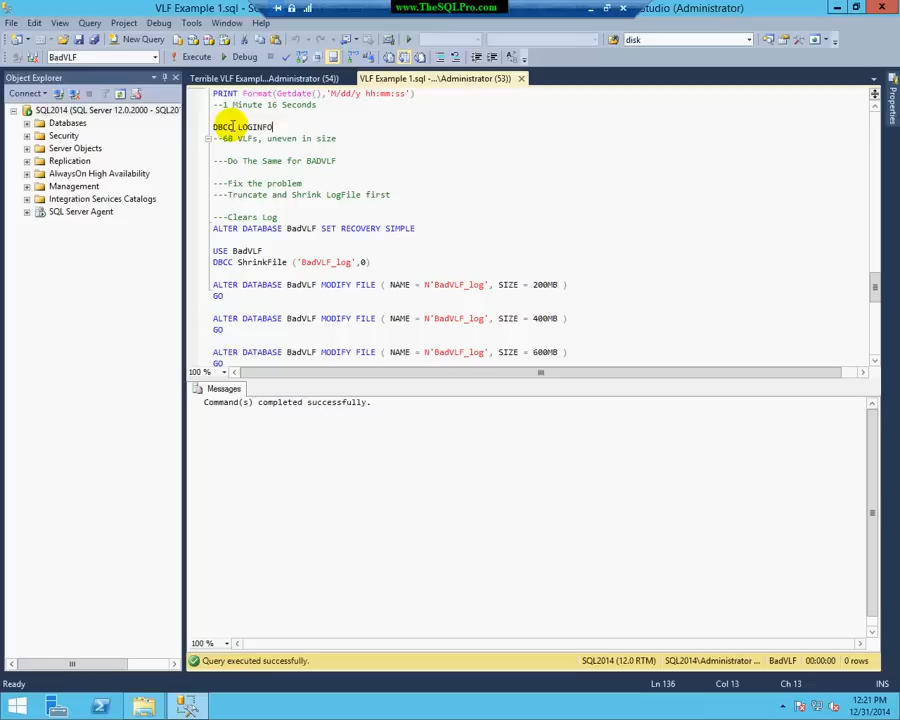 VLF Example 1.sql - S
www.TheSQLPro.com
tudio (Administrator)
File Edit View Query Project Debug Tools Window Help
New Query
disk
BadVLF
Execute
Debug
Object Explorer
Terrible VLF Exampl...Administrator (54))
VLF Example 1.sql -...\Administrator (53))
Properties
Connect
SQL2014 (SQL Server 12.0.2000 - SQL20
Databases
Security
Server Objects
Replication
AlwaysOn High Availability
Management
Integration Services Catalogs
SQL Server Agent
PRINT Format(Getdate(),'M/dd/y hh:mm:ss')
--1 Minute 16 Seconds
DBCC LOGINFO
--68 VLFs, uneven in size
---Do The Same for BADVLF
---Fix the problem
---Truncate and Shrink LogFile first
---Clears Log
ALTER DATABASE BadVLF SET RECOVERY SIMPLE
USE BadVLF
DBCC ShrinkFile ('BadVLF_log',0)
ALTER DATABASE BadVLF MODIFY FILE ( NAME = N'BadVLF_log', SIZE = 200MB )
GO
ALTER DATABASE BadVLF MODIFY FILE ( NAME = N'BadVLF_log', SIZE = 400MB )
GO
ALTER DATABASE BadVLF MODIFY FILE ( NAME = N'BadVLF_log', SIZE = 600MB )
GO
100 %
Messages
Command(s) completed successfully.
100 %
Query executed successfully.
SQL2014 (12.0 RTM)
SQL2014\Administrator ...
BadVLF
00:00:00
0 rows
Ready
Ln 136
Col 13
Ch 13
INS
12:21 PM
12/31/2014